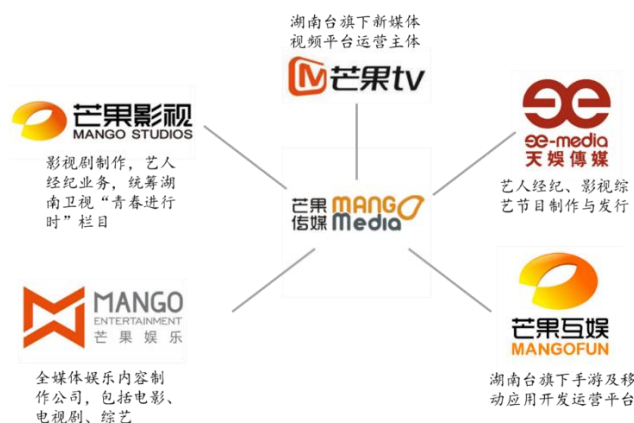 湖南台旗下新媒体
视频平台运营主体
芒果tv
芒果影视
MANGO STUDIOS
影视剧制作，艺人
经纪业务，统筹湖
南卫视“青春进行
时”栏目
ee-media
天娱傳媒
艺人经纪、影视综
艺节目制作与发行
芒果 MANGO
传媒 Media
MANGO
ENTERTAINMENT
芒果娱乐
全媒体娱乐内容制
作公司，包括电影、
电视剧、综艺
芒果互娱
MANGOFUN
湖南台旗下手游及移
动应用开发运营平台